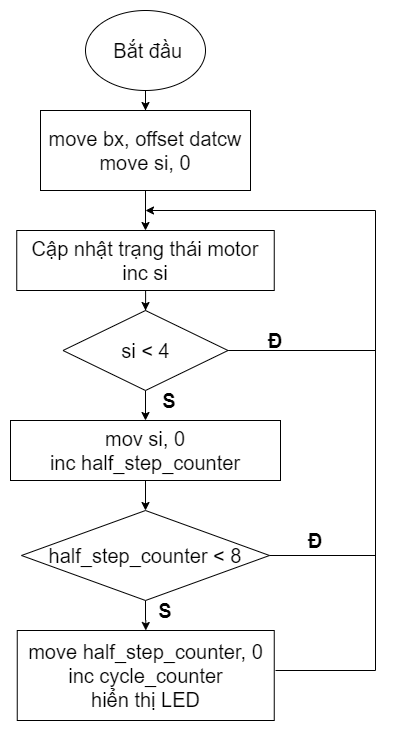 Bắt đầu
move bx, offset datcw
move si, 0
Cập nhật trạng thái motor
inc si
si < 4
Đ
S
mov si, 0
inc half_step_counter
half_step_counter < 8
Đ
S
move half_step_counter, 0
inc cycle_counter
hiển thị LED